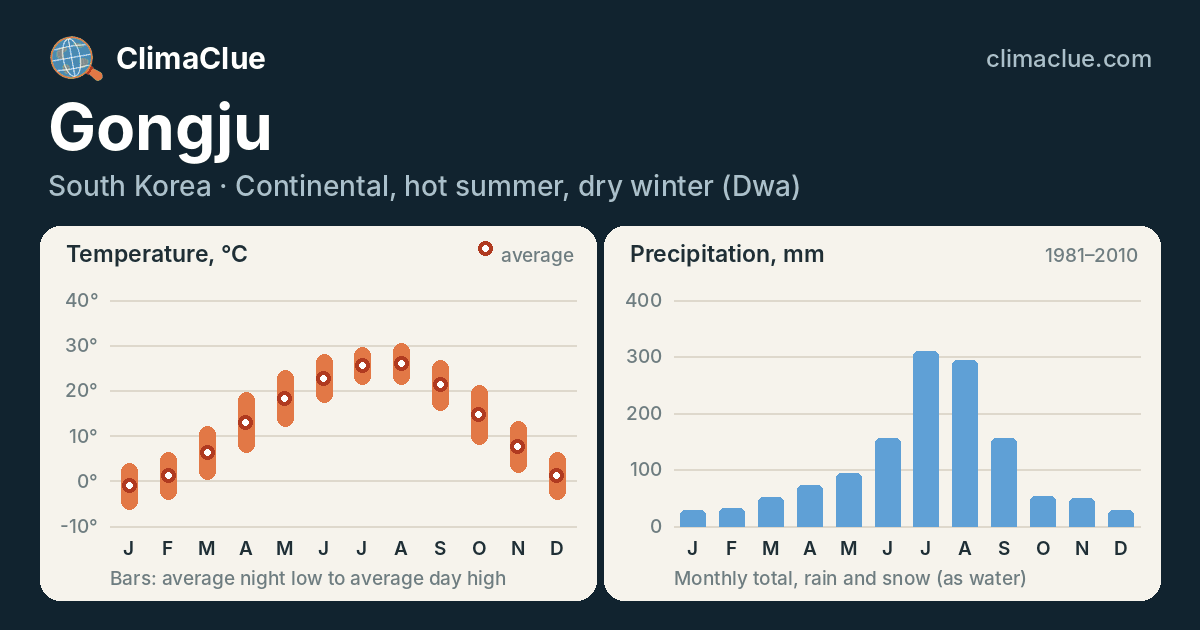 ClimaClue
climaclue.com
Gongju
South Korea · Continental, hot summer, dry winter (Dwa)
Temperature, °C
average
40°
30°
20°
10°
0°
-10°
J F M A M J J A S O N D
Bars: average night low to average day high
Precipitation, mm
1981–2010
400
300
200
100
0
J F M A M J J A S O N D
Monthly total, rain and snow (as water)